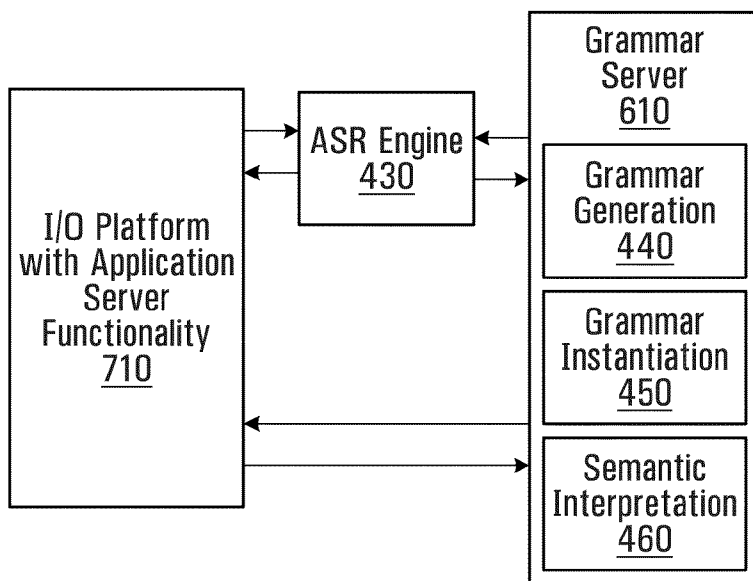 I/O Platform
with Application
Server
Functionality
710
ASR Engine
430
Grammar
Server
610
Grammar
Generation
440
Grammar
Instantiation
450
Semantic
Interpretation
460